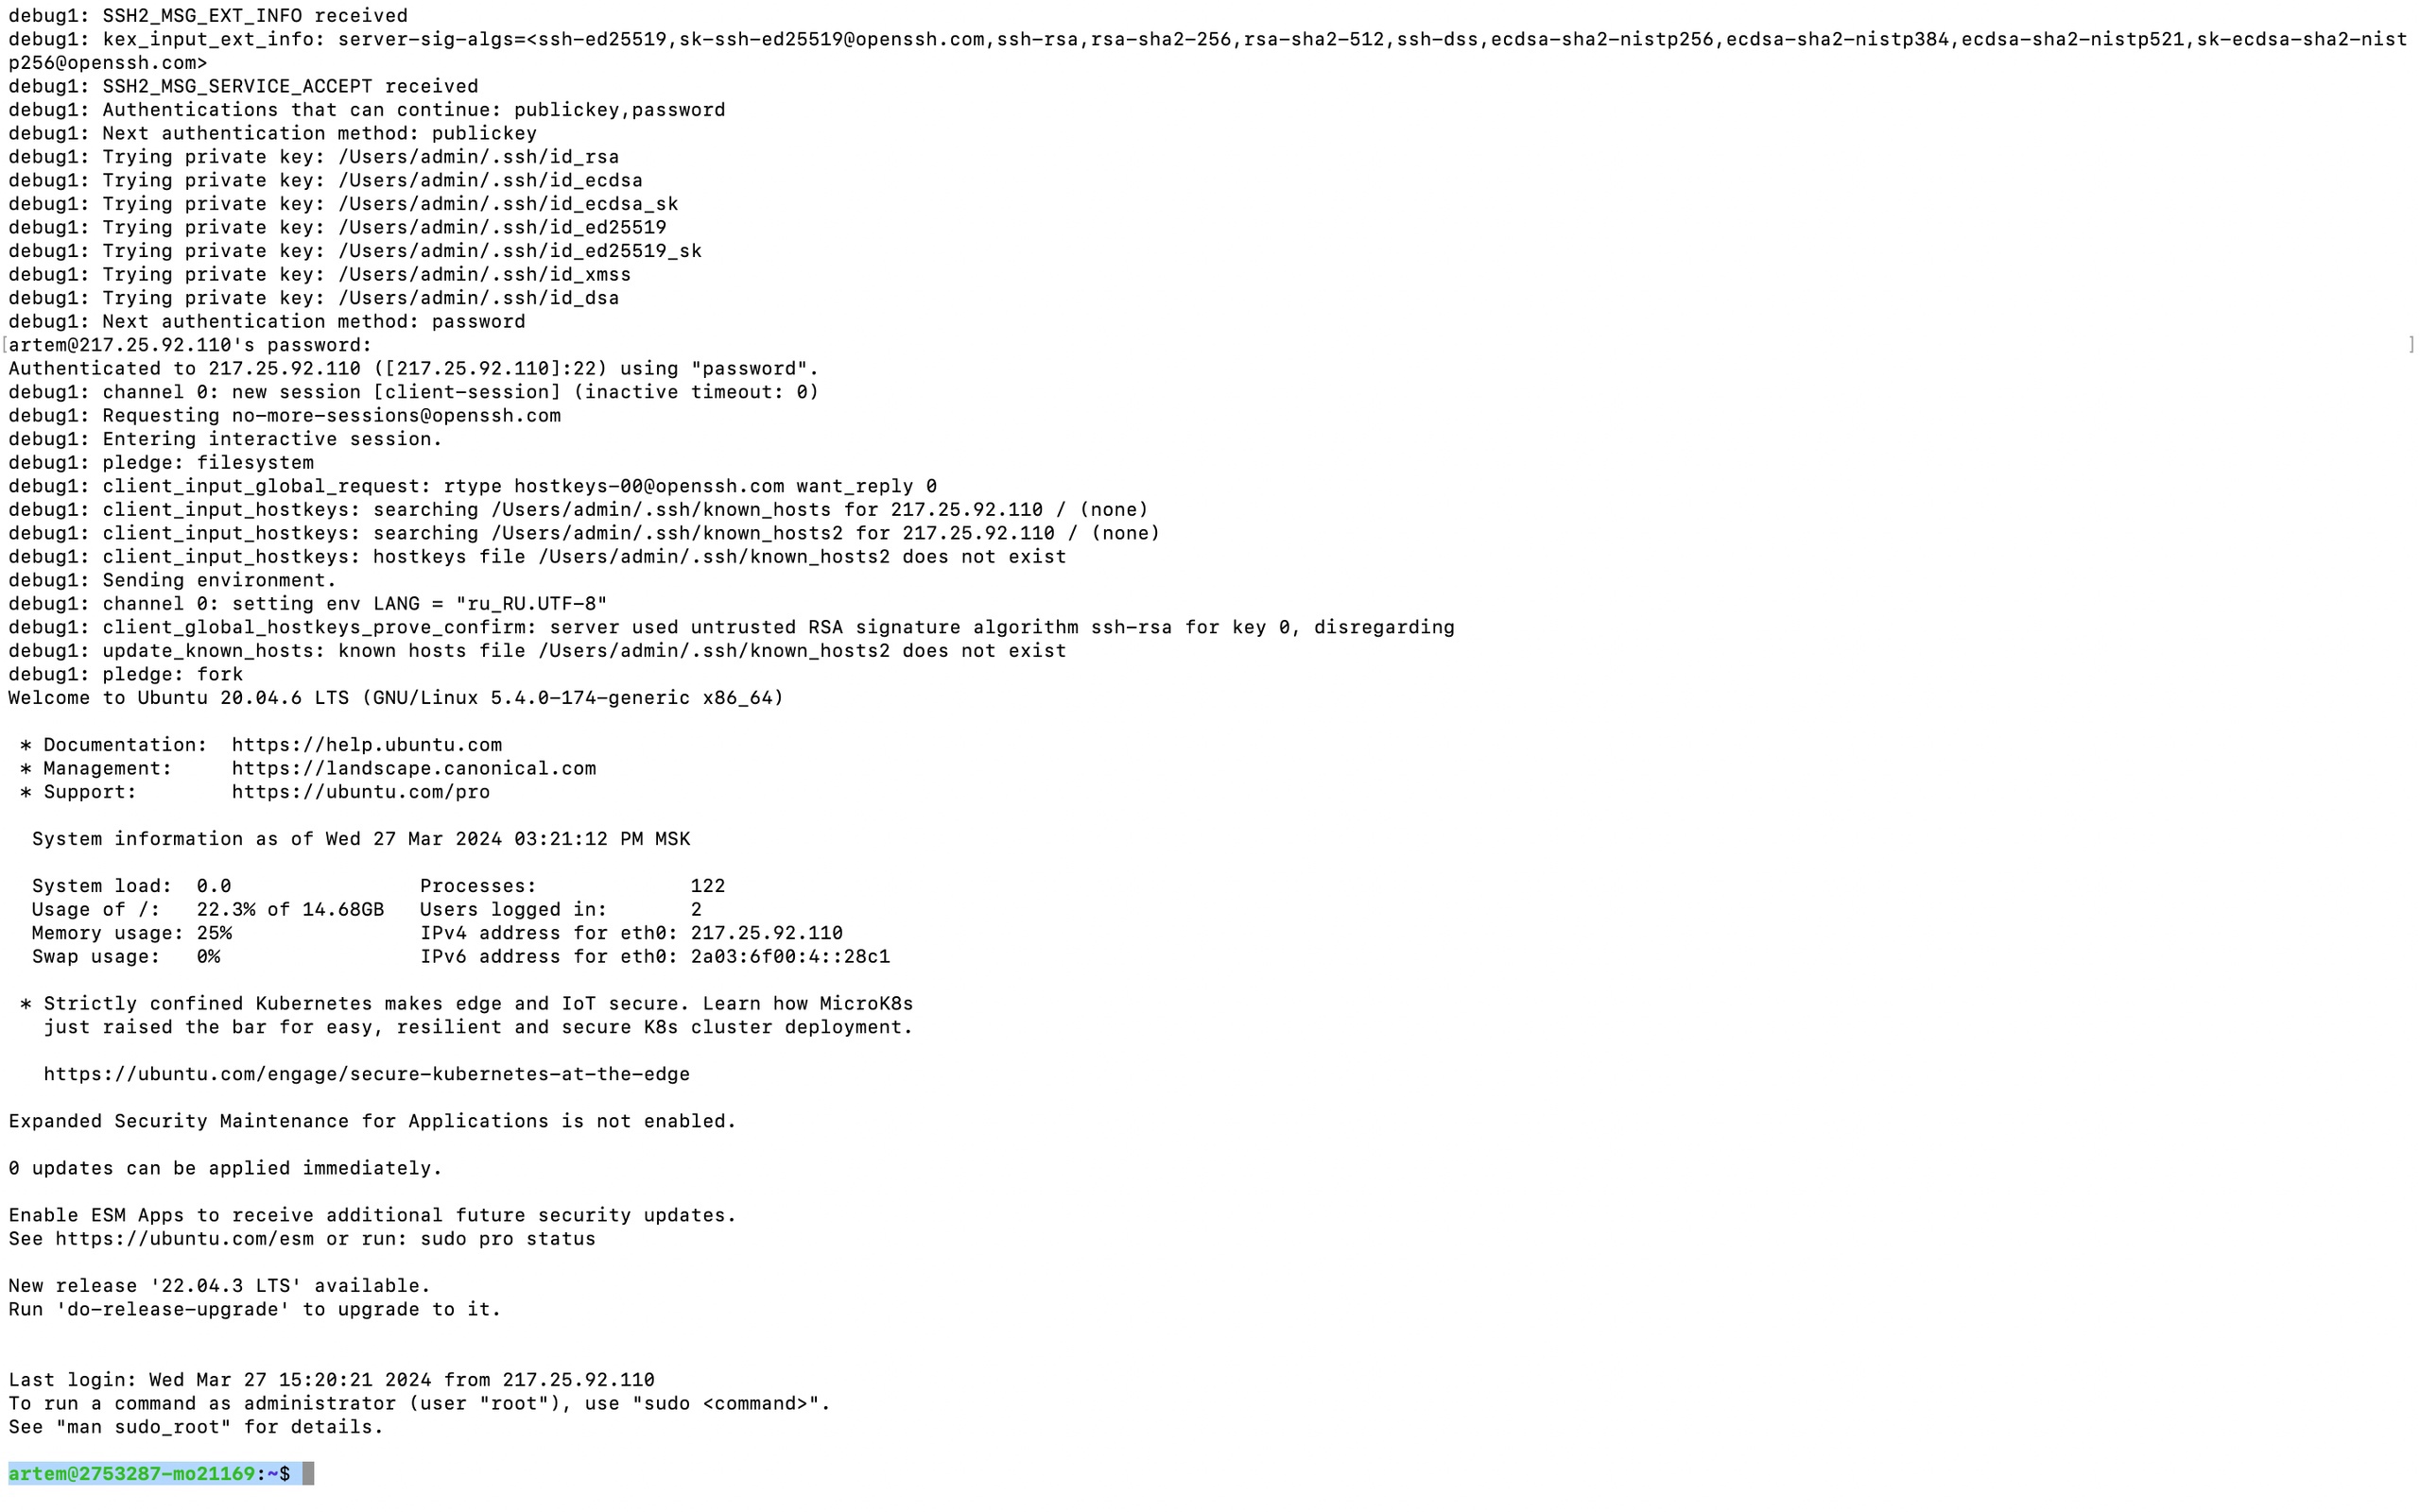 debug1: SSH2_MSG_EXT_INFO received
debug1: kex_input_ext_info: server-sig-algs=<ssh-ed25519,sk-ssh-ed25519@openssh.com,ssh-rsa,rsa-sha2-256,rsa-sha2-512,ssh-dss,ecdsa-sha2-nistp256,ecdsa-sha2-nistp384,ecdsa-sha2-nistp521,sk-ecdsa-sha2-nist
p256@openssh.com>
debug1: SSH2_MSG_SERVICE_ACCEPT received
debug1: Authentications that can continue: publickey,password
debug1: Next authentication method: publickey
debug1: Trying private key: /Users/admin/.ssh/id_rsa
debug1: Trying private key: /Users/admin/.ssh/id_ecdsa
debug1: Trying private key: /Users/admin/.ssh/id_ecdsa_sk
debug1: Trying private key: /Users/admin/.ssh/id_ed25519
debug1: Trying private key: /Users/admin/.ssh/id_ed25519_sk
debug1: Trying private key: /Users/admin/.ssh/id_xmss
debug1: Trying private key: /Users/admin/.ssh/id_dsa
debug1: Next authentication method: password
[artem@217.25.92.110's password: ]
Authenticated to 217.25.92.110 ([217.25.92.110]:22) using "password".
debug1: channel 0: new session [client-session] (inactive timeout: 0)
debug1: Requesting no-more-sessions@openssh.com
debug1: Entering interactive session.
debug1: pledge: filesystem
debug1: client_input_global_request: rtype hostkeys-00@openssh.com want_reply 0
debug1: client_input_hostkeys: searching /Users/admin/.ssh/known_hosts for 217.25.92.110 / (none)
debug1: client_input_hostkeys: searching /Users/admin/.ssh/known_hosts2 for 217.25.92.110 / (none)
debug1: client_input_hostkeys: hostkeys file /Users/admin/.ssh/known_hosts2 does not exist
debug1: Sending environment.
debug1: channel 0: setting env LANG = "ru_RU.UTF-8"
debug1: client_global_hostkeys_prove_confirm: server used untrusted RSA signature algorithm ssh-rsa for key 0, disregarding
debug1: update_known_hosts: known hosts file /Users/admin/.ssh/known_hosts2 does not exist
debug1: pledge: fork
Welcome to Ubuntu 20.04.6 LTS (GNU/Linux 5.4.0-174-generic x86_64)
* Documentation:  https://help.ubuntu.com
* Management:     https://landscape.canonical.com
* Support:        https://ubuntu.com/pro
System information as of Wed 27 Mar 2024 03:21:12 PM MSK
System load:  0.0                Processes:             122
Usage of /:   22.3% of 14.68GB   Users logged in:       2
Memory usage: 25%                IPv4 address for eth0: 217.25.92.110
Swap usage:   0%                 IPv6 address for eth0: 2a03:6f00:4::28c1
* Strictly confined Kubernetes makes edge and IoT secure. Learn how MicroK8s
just raised the bar for easy, resilient and secure K8s cluster deployment.
https://ubuntu.com/engage/secure-kubernetes-at-the-edge
Expanded Security Maintenance for Applications is not enabled.
0 updates can be applied immediately.
Enable ESM Apps to receive additional future security updates.
See https://ubuntu.com/esm or run: sudo pro status
New release '22.04.3 LTS' available.
Run 'do-release-upgrade' to upgrade to it.
Last login: Wed Mar 27 15:20:21 2024 from 217.25.92.110
To run a command as administrator (user "root"), use "sudo <command>".
See "man sudo_root" for details.
artem@2753287-mo21169:~$